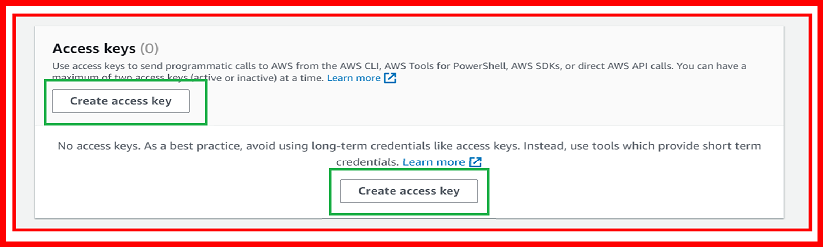 Access keys (0)
Use access keys to send programmatic calls to AWS from the AWS CLI, AWS Tools for PowerShell, AWS SDKs, or direct AWS API calls. You can have a
maximum of two access keys (active or inactive) at a time. Learn more
Create access key
No access keys. As a best practice, avoid using long-term credentials like access keys. Instead, use tools which provide short term
credentials. Learn more
Create access key